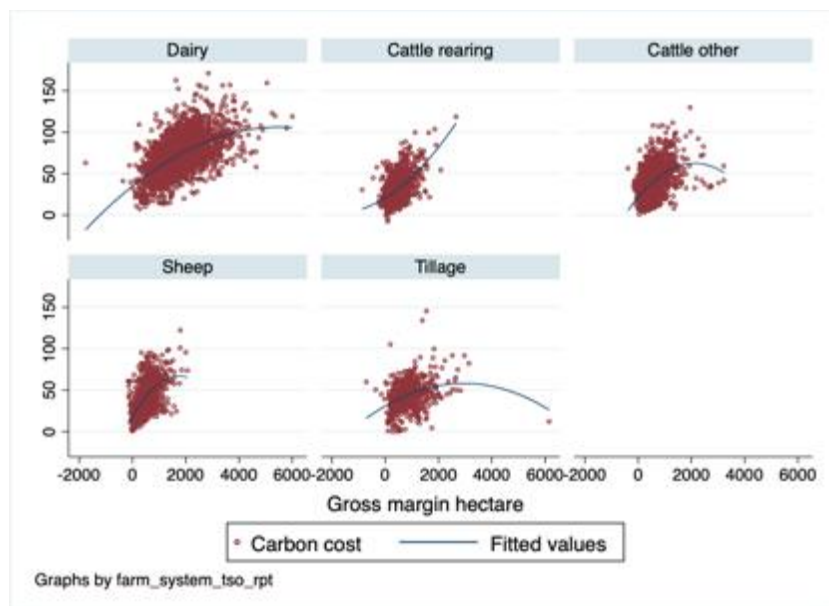 Dairy Cattle rearing Cattle other
150
100
50
0
Sheep Tillage
150
100
50
0
-2000 0 2000 4000 6000-2000 0 2000 4000 6000-2000 0 2000 4000 6000
Gross margin hectare
Carbon cost Fitted values
Graphs by farm_system_tso_rpt